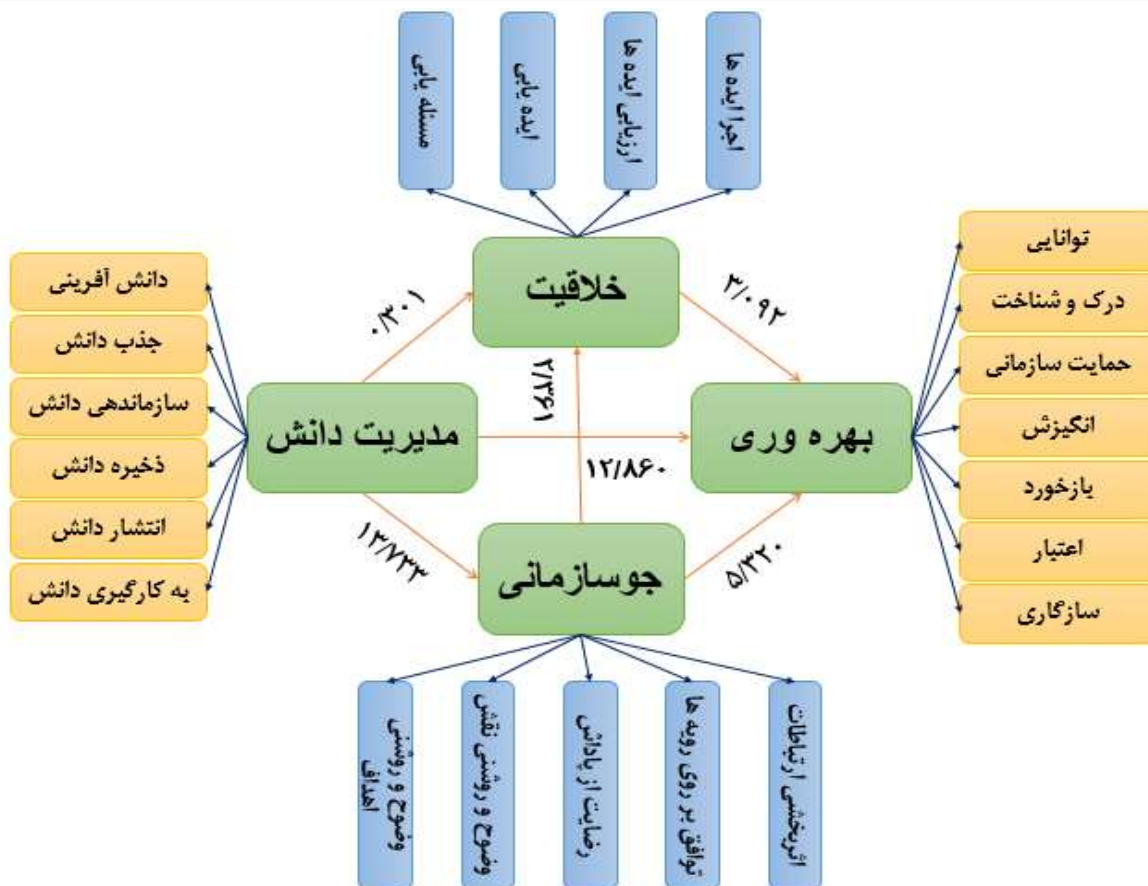 مسئله یابی
ایده یابی
ارزیابی ایده ها
اجرا ایده ها
خلاقیت
۰/۳۰۱
۳/۰۹۲
۲/۳۶۱
دانش آفرینی
جذب دانش
سازماندهی دانش
ذخیره دانش
انتشار دانش
به کارگیری دانش
مدیریت دانش
بهره وری
۱۲/۸۶۰
توانایی
درک و شناخت
حمایت سازمانی
انگیزش
بازخورد
اعتبار
سازگاری
۱۳/۷۳۳
۵/۳۲۰
جوسازمانی
وضوح و روشنی
اهداف
وضوح و روشنی نقش
رضایت از پاداش
توافق بر روی رویه ها
اثربخشی ارتباطات